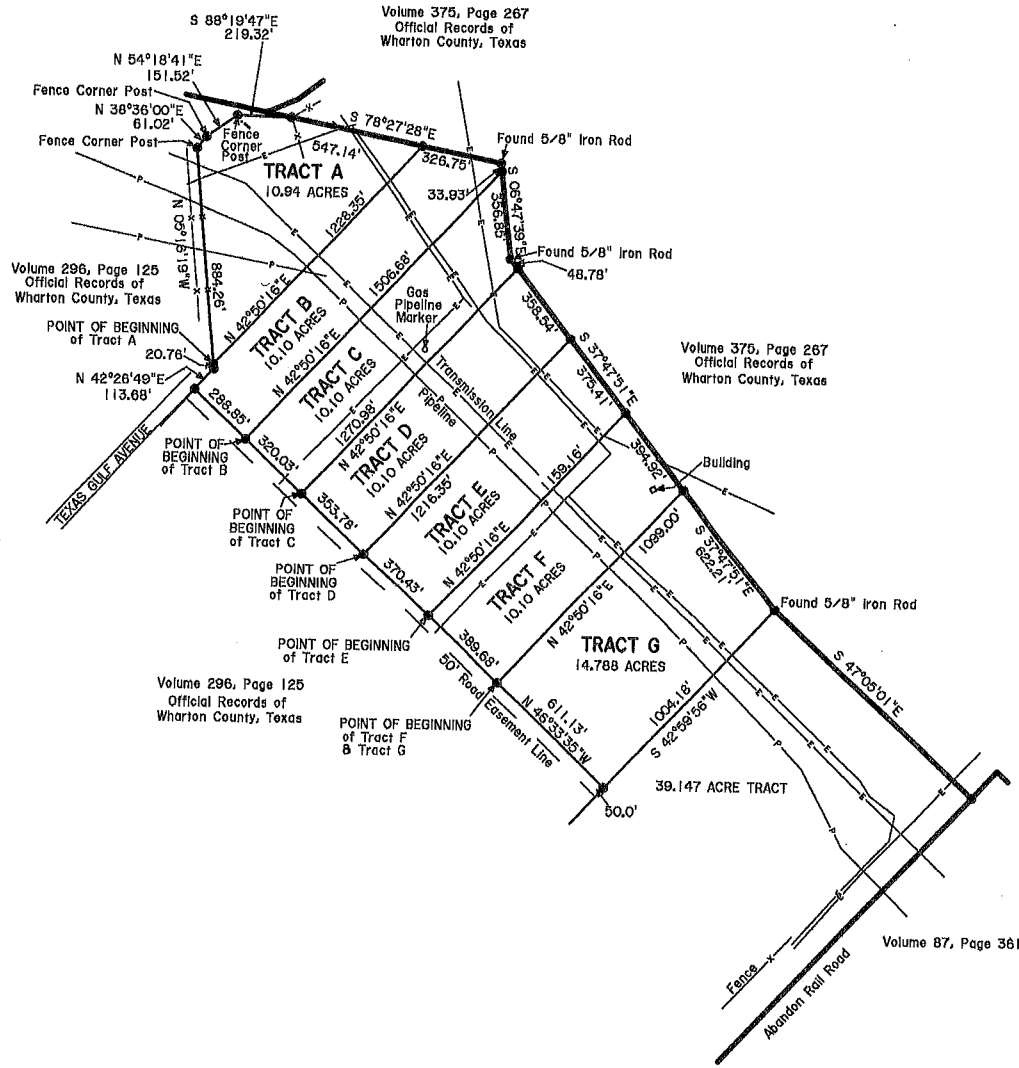 Volume 375, Page 267
Official Records of
Wharton County, Texas
S 88°19'47"E
219.32'
N 54°18'41"E
151.52'
Fence Corner Post
N 38°36'00"E
61.02'
Fence Corner Post
Fence
Corner
Post
S 78°27'28"E
547.14'
326.75'
Found 5/8" Iron Rod
33.93'
TRACT A
10.94 ACRES
S 06°47'39"E
356.85'
Found 5/8" Iron Rod
48.78'
N 05°16'19"W
884.26'
1228.35'
N 42°50'16"E
1506.68'
N 42°50'16"E
Volume 296, Page 125
Official Records of
Wharton County, Texas
POINT OF BEGINNING
of Tract A
20.76'
N 42°26'49"E
113.68'
TEXAS GULF AVENUE
TRACT B
10.10 ACRES
Gas
Pipeline
Marker
358.54'
S 37°47'51"E
375.41'
Volume 375, Page 267
Official Records of
Wharton County, Texas
TRACT C
10.10 ACRES
1270.98'
N 42°50'16"E
Transmission Line
Pipeline
298.85'
POINT OF
BEGINNING
of Tract B
320.03'
TRACT D
10.10 ACRES
N 42°50'16"E
1216.35'
394.92'
Building
POINT OF
BEGINNING
of Tract C
353.78'
TRACT E
10.10 ACRES
1159.16'
N 42°50'16"E
POINT OF
BEGINNING
of Tract D
370.43'
TRACT F
10.10 ACRES
1099.00'
N 42°50'16"E
S 37°47'51"E
622.21'
Found 5/8" Iron Rod
POINT OF BEGINNING
of Tract E
389.68'
TRACT G
14.788 ACRES
S 47°05'01"E
Volume 296, Page 125
Official Records of
Wharton County, Texas
50' Road Easement Line
POINT OF BEGINNING
of Tract F
& Tract G
611.13'
N 46°33'35"W
1004.18'
S 42°59'56"W
39.147 ACRE TRACT
50.0'
Volume 87, Page 361
Fence
Abandon Rail Road